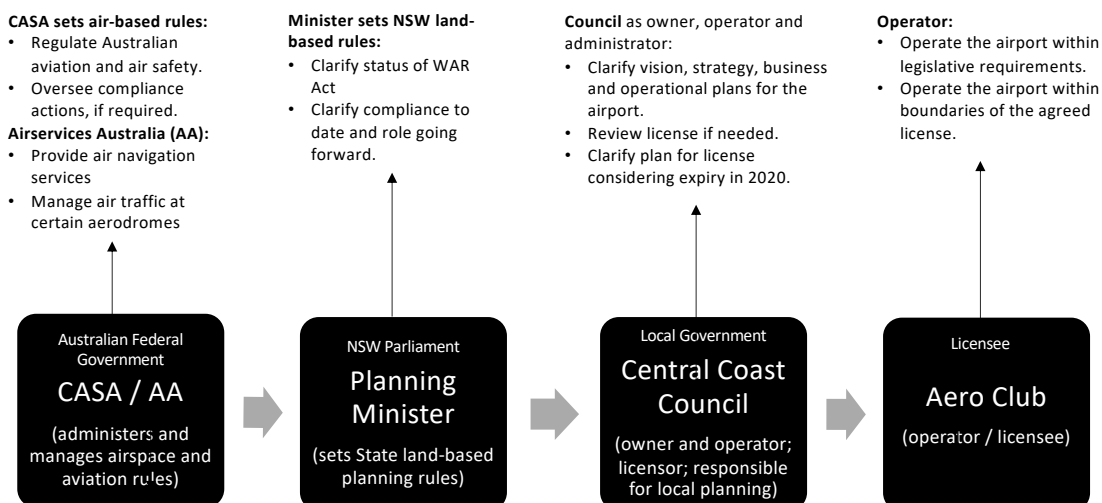 CASA sets air-based rules:
• Regulate Australian
aviation and air safety.
• Oversee compliance
actions, if required.
Airservices Australia (AA):
• Provide air navigation
services
• Manage air traffic at
certain aerodromes
Minister sets NSW land-
based rules:
• Clarify status of WAR
Act
• Clarify compliance to
date and role going
forward.
Council as owner, operator and
administrator:
• Clarify vision, strategy, business
and operational plans for the
airport.
• Review license if needed.
• Clarify plan for license
considering expiry in 2020.
Operator:
• Operate the airport within
legislative requirements.
• Operate the airport within
boundaries of the agreed
license.
Australian Federal
Government
CASA / AA
(administers and
manages airspace and
aviation rules)
NSW Parliament
Planning
Minister
(sets State land-based
planning rules)
Local Government
Central Coast
Council
(owner and operator;
licensor; responsible
for local planning)
Licensee
Aero Club
(operator / licensee)